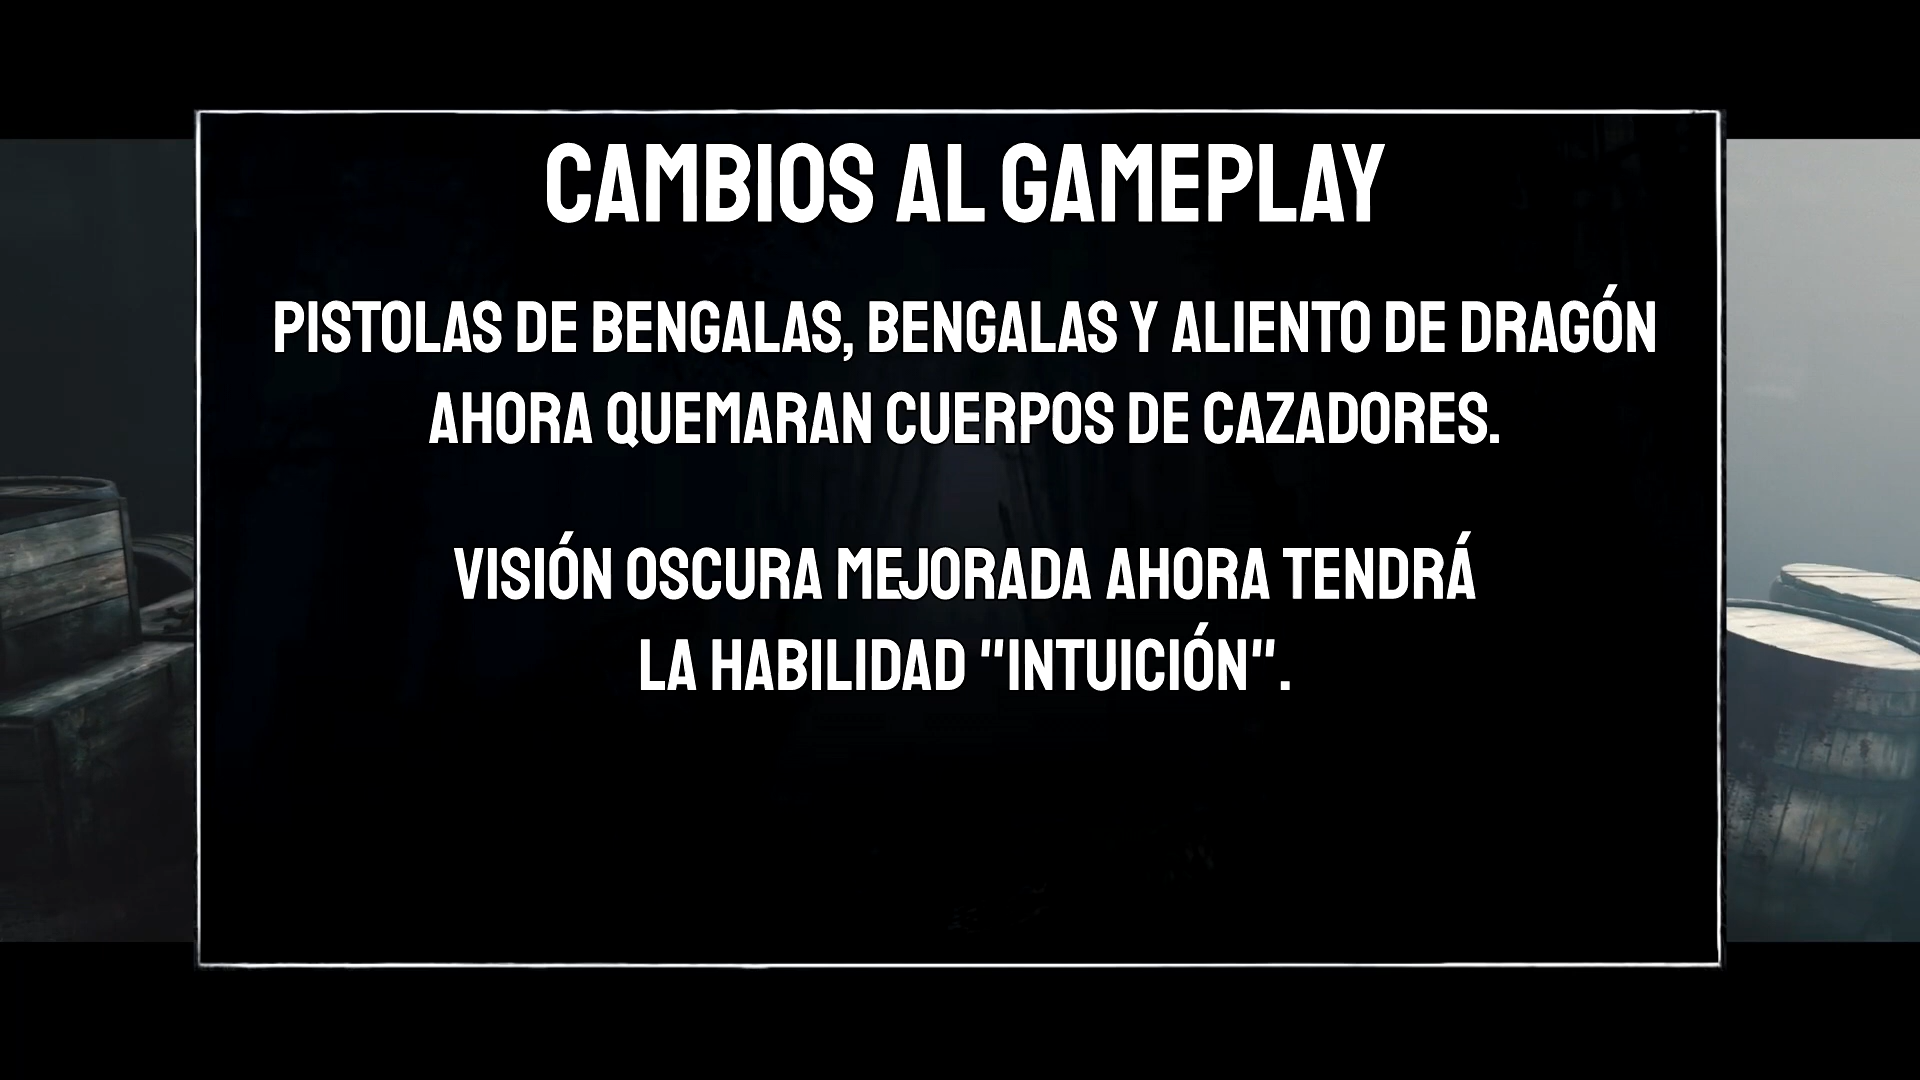 CAMBIOS AL GAMEPLAY
PISTOLAS DE BENGALAS, BENGALAS Y ALIENTO DE DRAGÓN
AHORA QUEMARAN CUERPOS DE CAZADORES.
VISIÓN OSCURA MEJORADA AHORA TENDRÁ
LA HABILIDAD "INTUICIÓN".